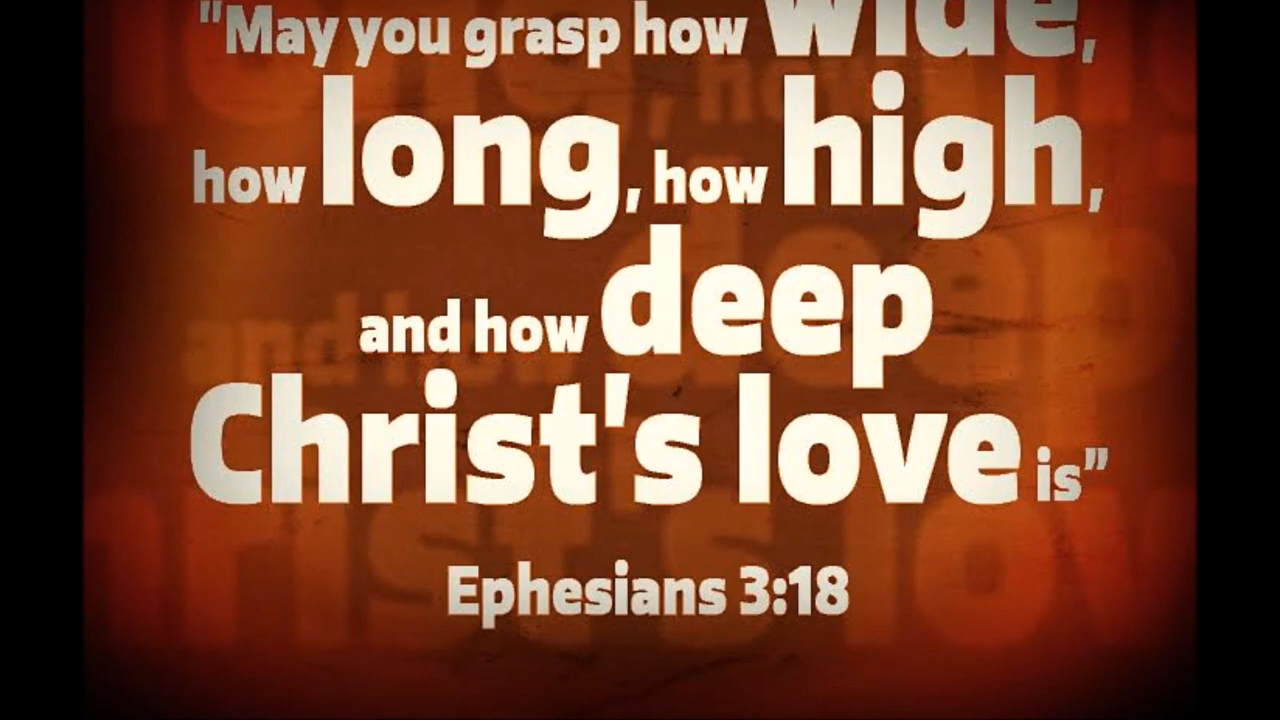 "May you grasp how wide,
how long, how high,
and how deep
Christ's love is”
Ephesians 3:18